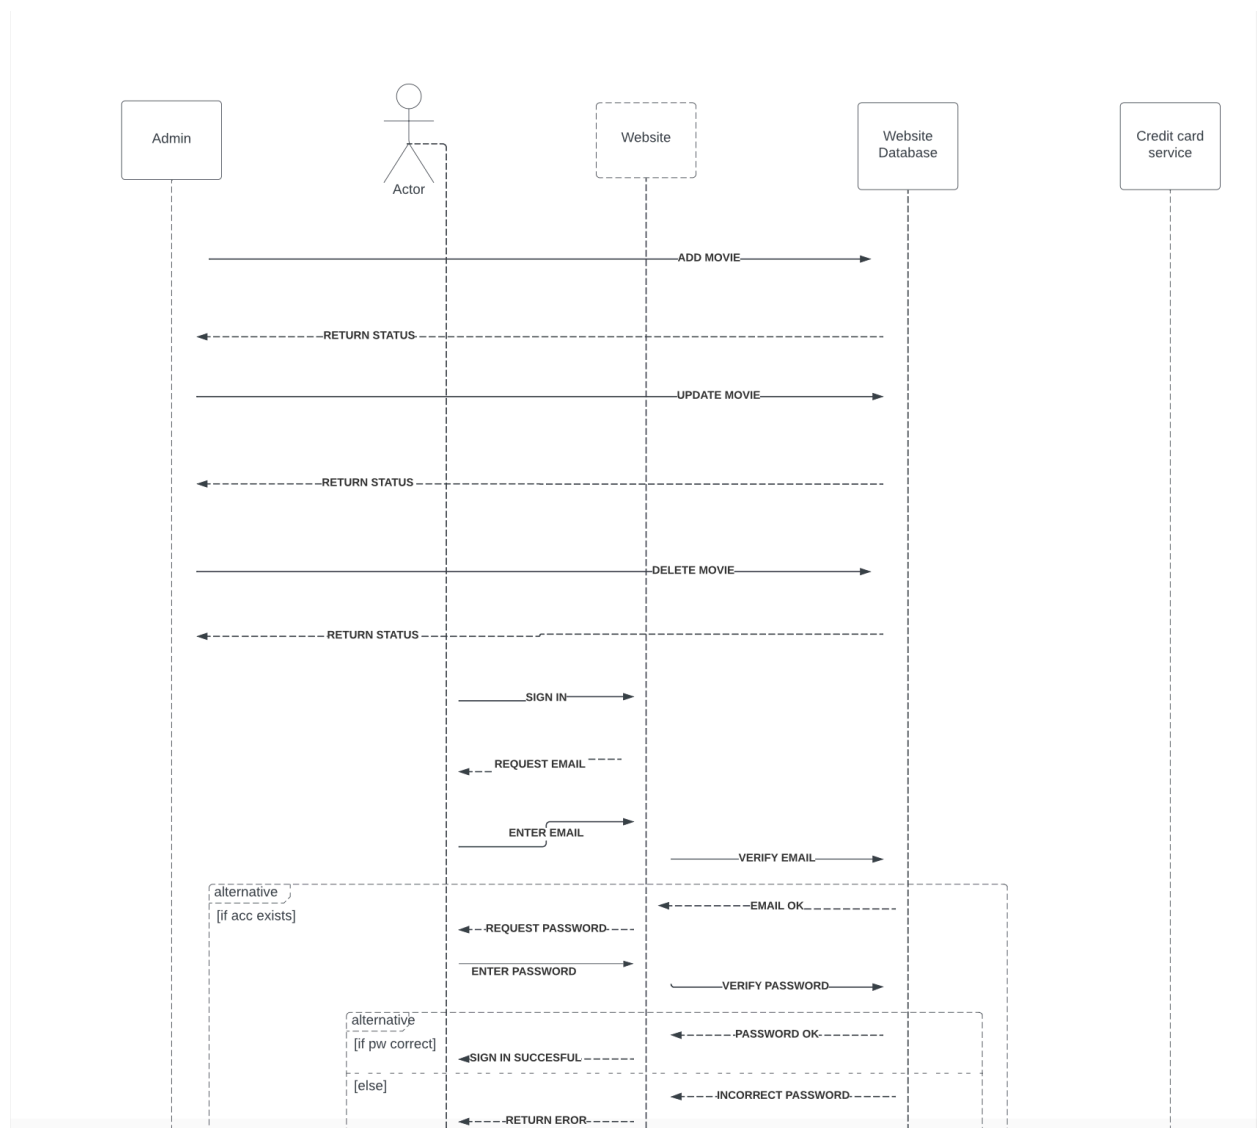 Admin
Actor
Website
Website
Database
Credit card
service
ADD MOVIE
RETURN STATUS
UPDATE MOVIE
RETURN STATUS
DELETE MOVIE
RETURN STATUS
SIGN IN
REQUEST EMAIL
ENTER EMAIL
VERIFY EMAIL
alternative
[if acc exists]
EMAIL OK
REQUEST PASSWORD
ENTER PASSWORD
VERIFY PASSWORD
alternative
[if pw correct]
PASSWORD OK
SIGN IN SUCCESFUL
[else]
INCORRECT PASSWORD
RETURN EROR